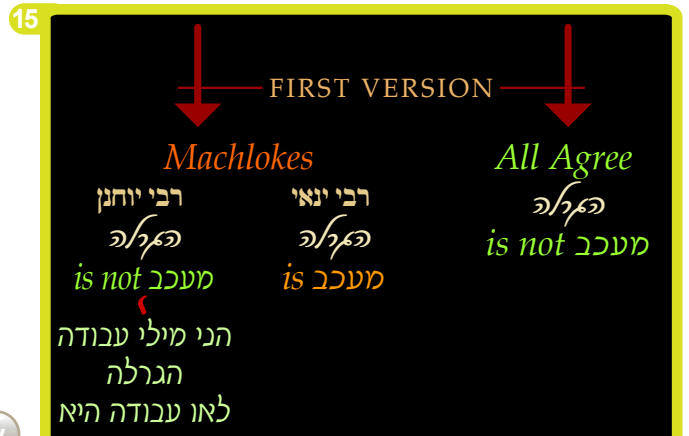 15
FIRST VERSION
Machlokes
All Agree
רבי יוחנן
רבי ינאי
הגרלה
הגרלה
הגרלה
is not מעכב
is מעכב
is not מעכב
הני מילי עבודה
הגרלה
לאו עבודה היא